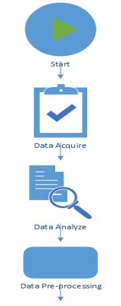 Start
Data Acquire
Data Analyze
Data Pre-processing